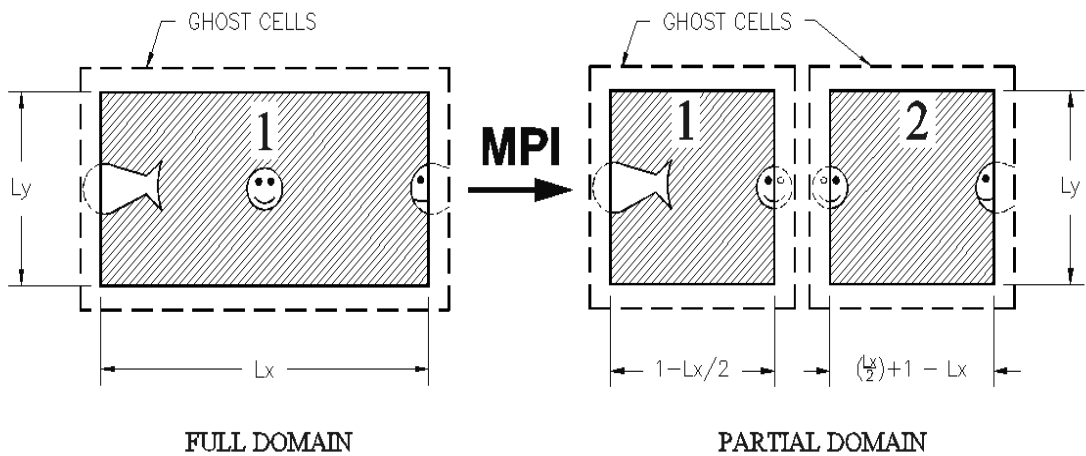 GHOST CELLS
GHOST CELLS
1
MPI
1
2
Ly
Ly
Lx
1-Lx/2
(Lx/2)+1 - Lx
FULL DOMAIN
PARTIAL DOMAIN